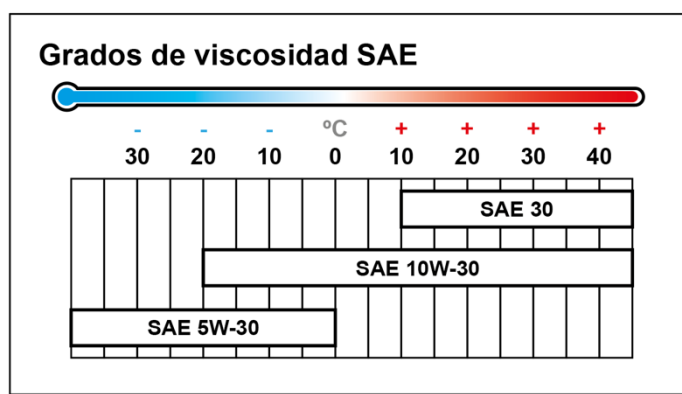 Grados de viscosidad SAE
- - - ºC + + + +
30 20 10 0 10 20 30 40
SAE 30
SAE 10W-30
SAE 5W-30